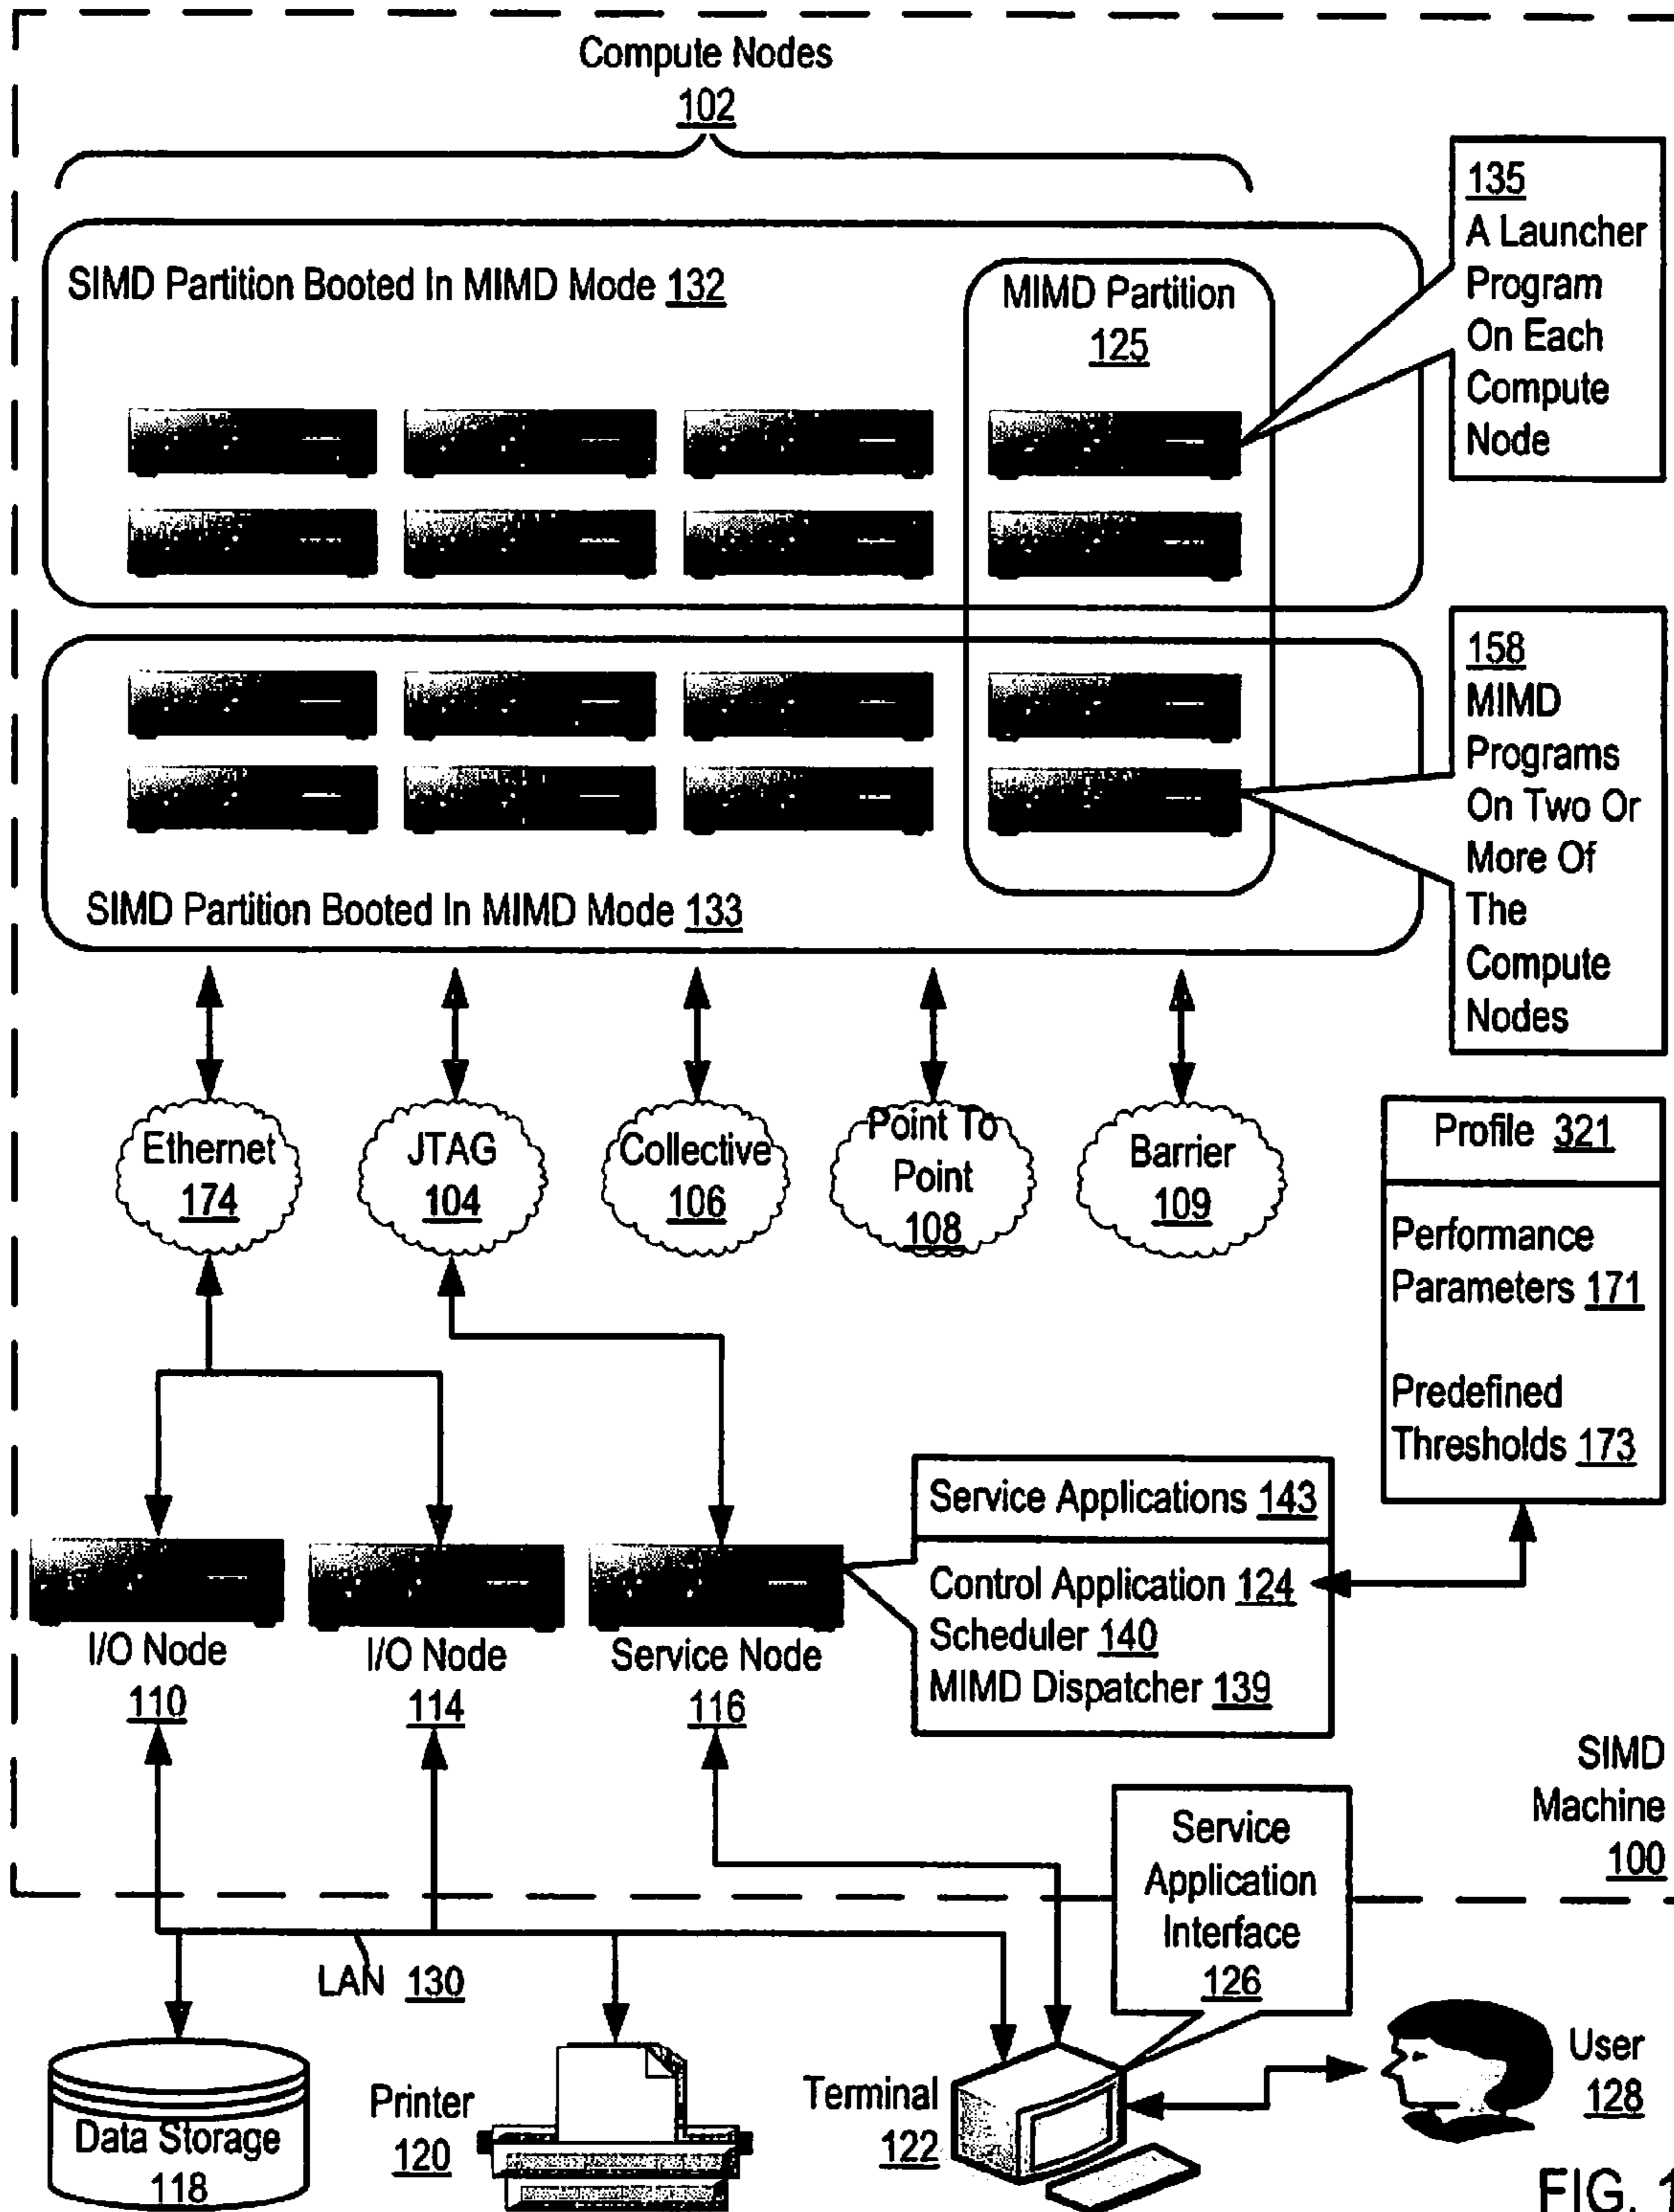 Compute Nodes
102
SIMD Partition Booted In MIMD Mode 132
MIMD Partition
125
135
A Launcher
Program
On Each
Compute
Node
158
MIMD
Programs
On Two Or
More Of
The
Compute
Nodes
SIMD Partition Booted In MIMD Mode 133
Ethernet
174
JTAG
104
Collective
106
Point To
Point
108
Barrier
109
Profile 321
Performance
Parameters 171
Predefined
Thresholds 173
Service Applications 143
Control Application 124
Scheduler 140
MIMD Dispatcher 139
I/O Node
110
I/O Node
114
Service Node
116
SIMD
Machine
100
Service
Application
Interface
126
LAN 130
Data Storage
118
Printer
120
Terminal
122
User
128
FIG. 1